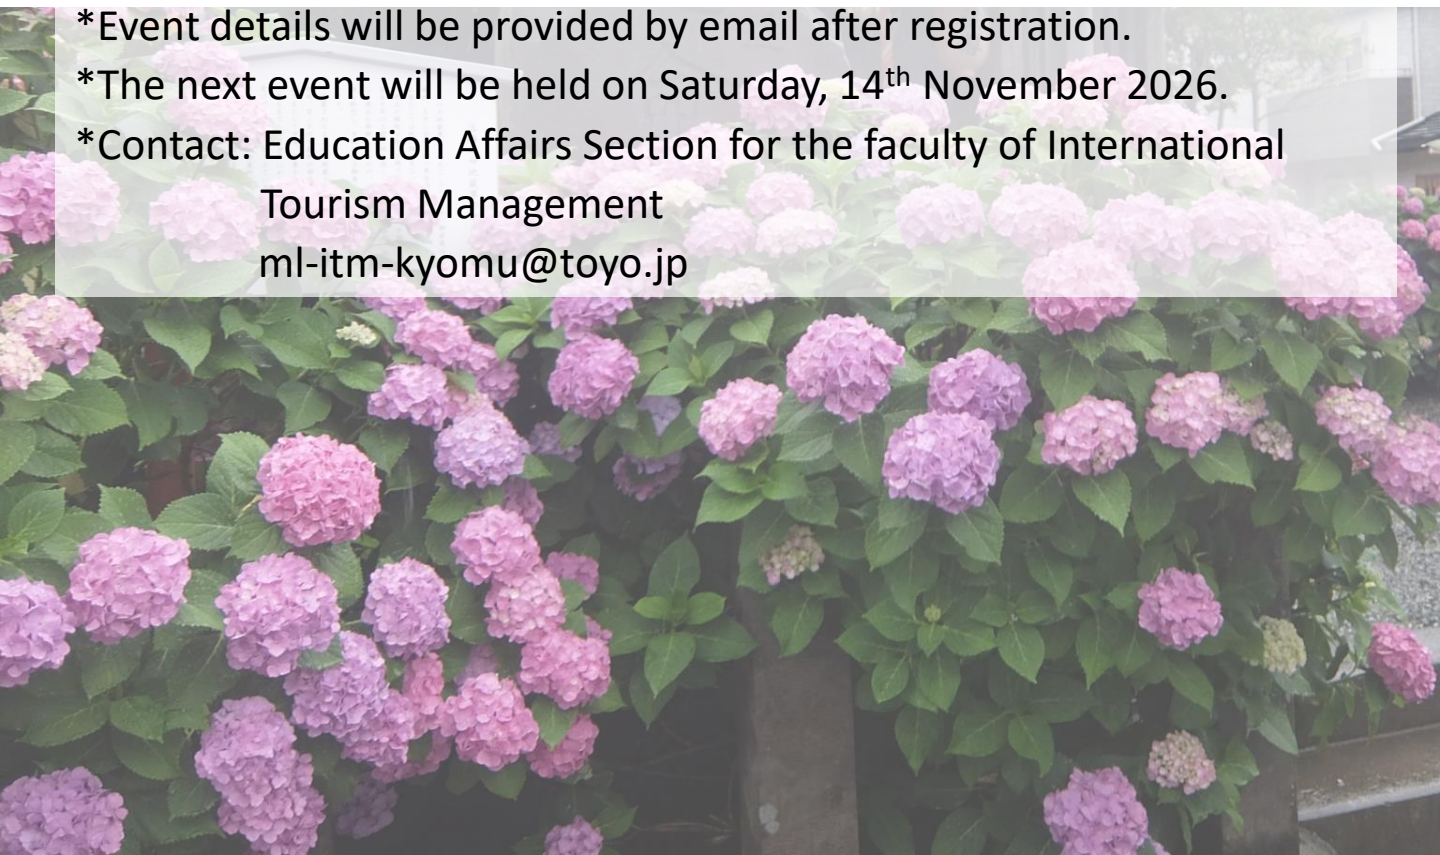 *Event details will be provided by email after registration.
*The next event will be held on Saturday, 14th November 2026.
*Contact: Education Affairs Section for the faculty of International
Tourism Management
ml-itm-kyomu@toyo.jp